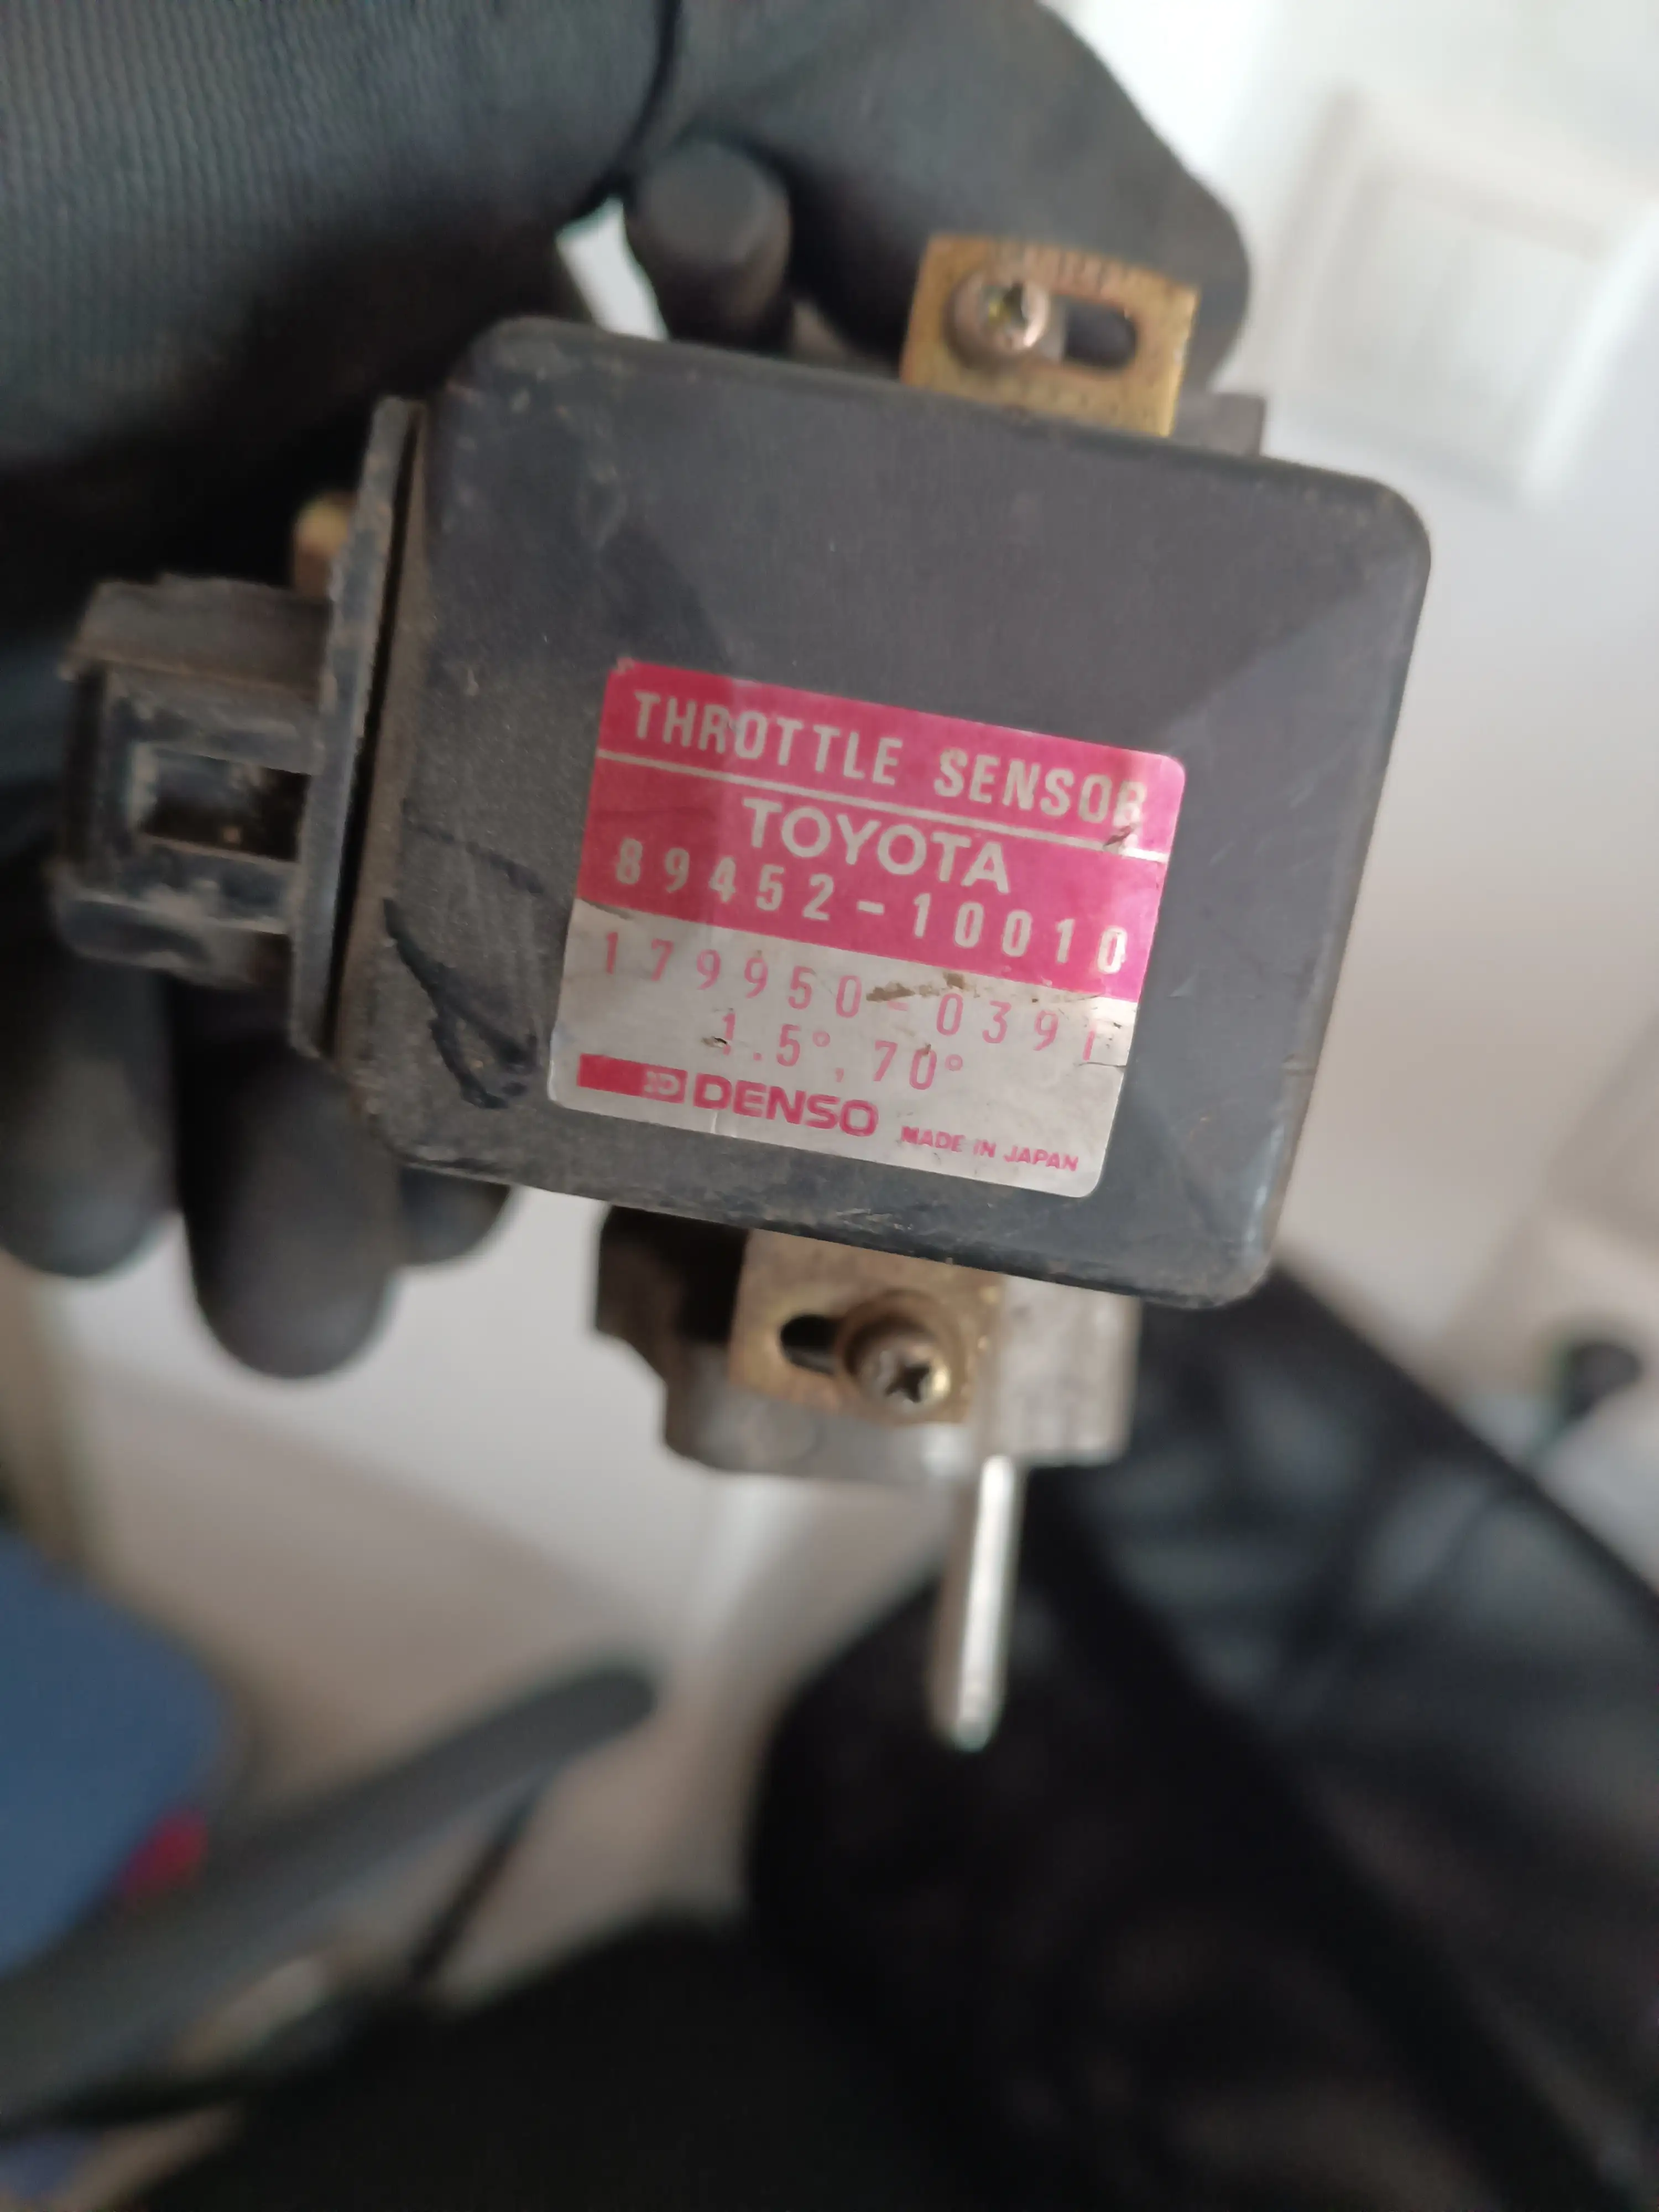 THROTTLE SENSOR
TOYOTA
89452-10010
179950-0391
1.5°, 70°
DENSO MADE IN JAPAN